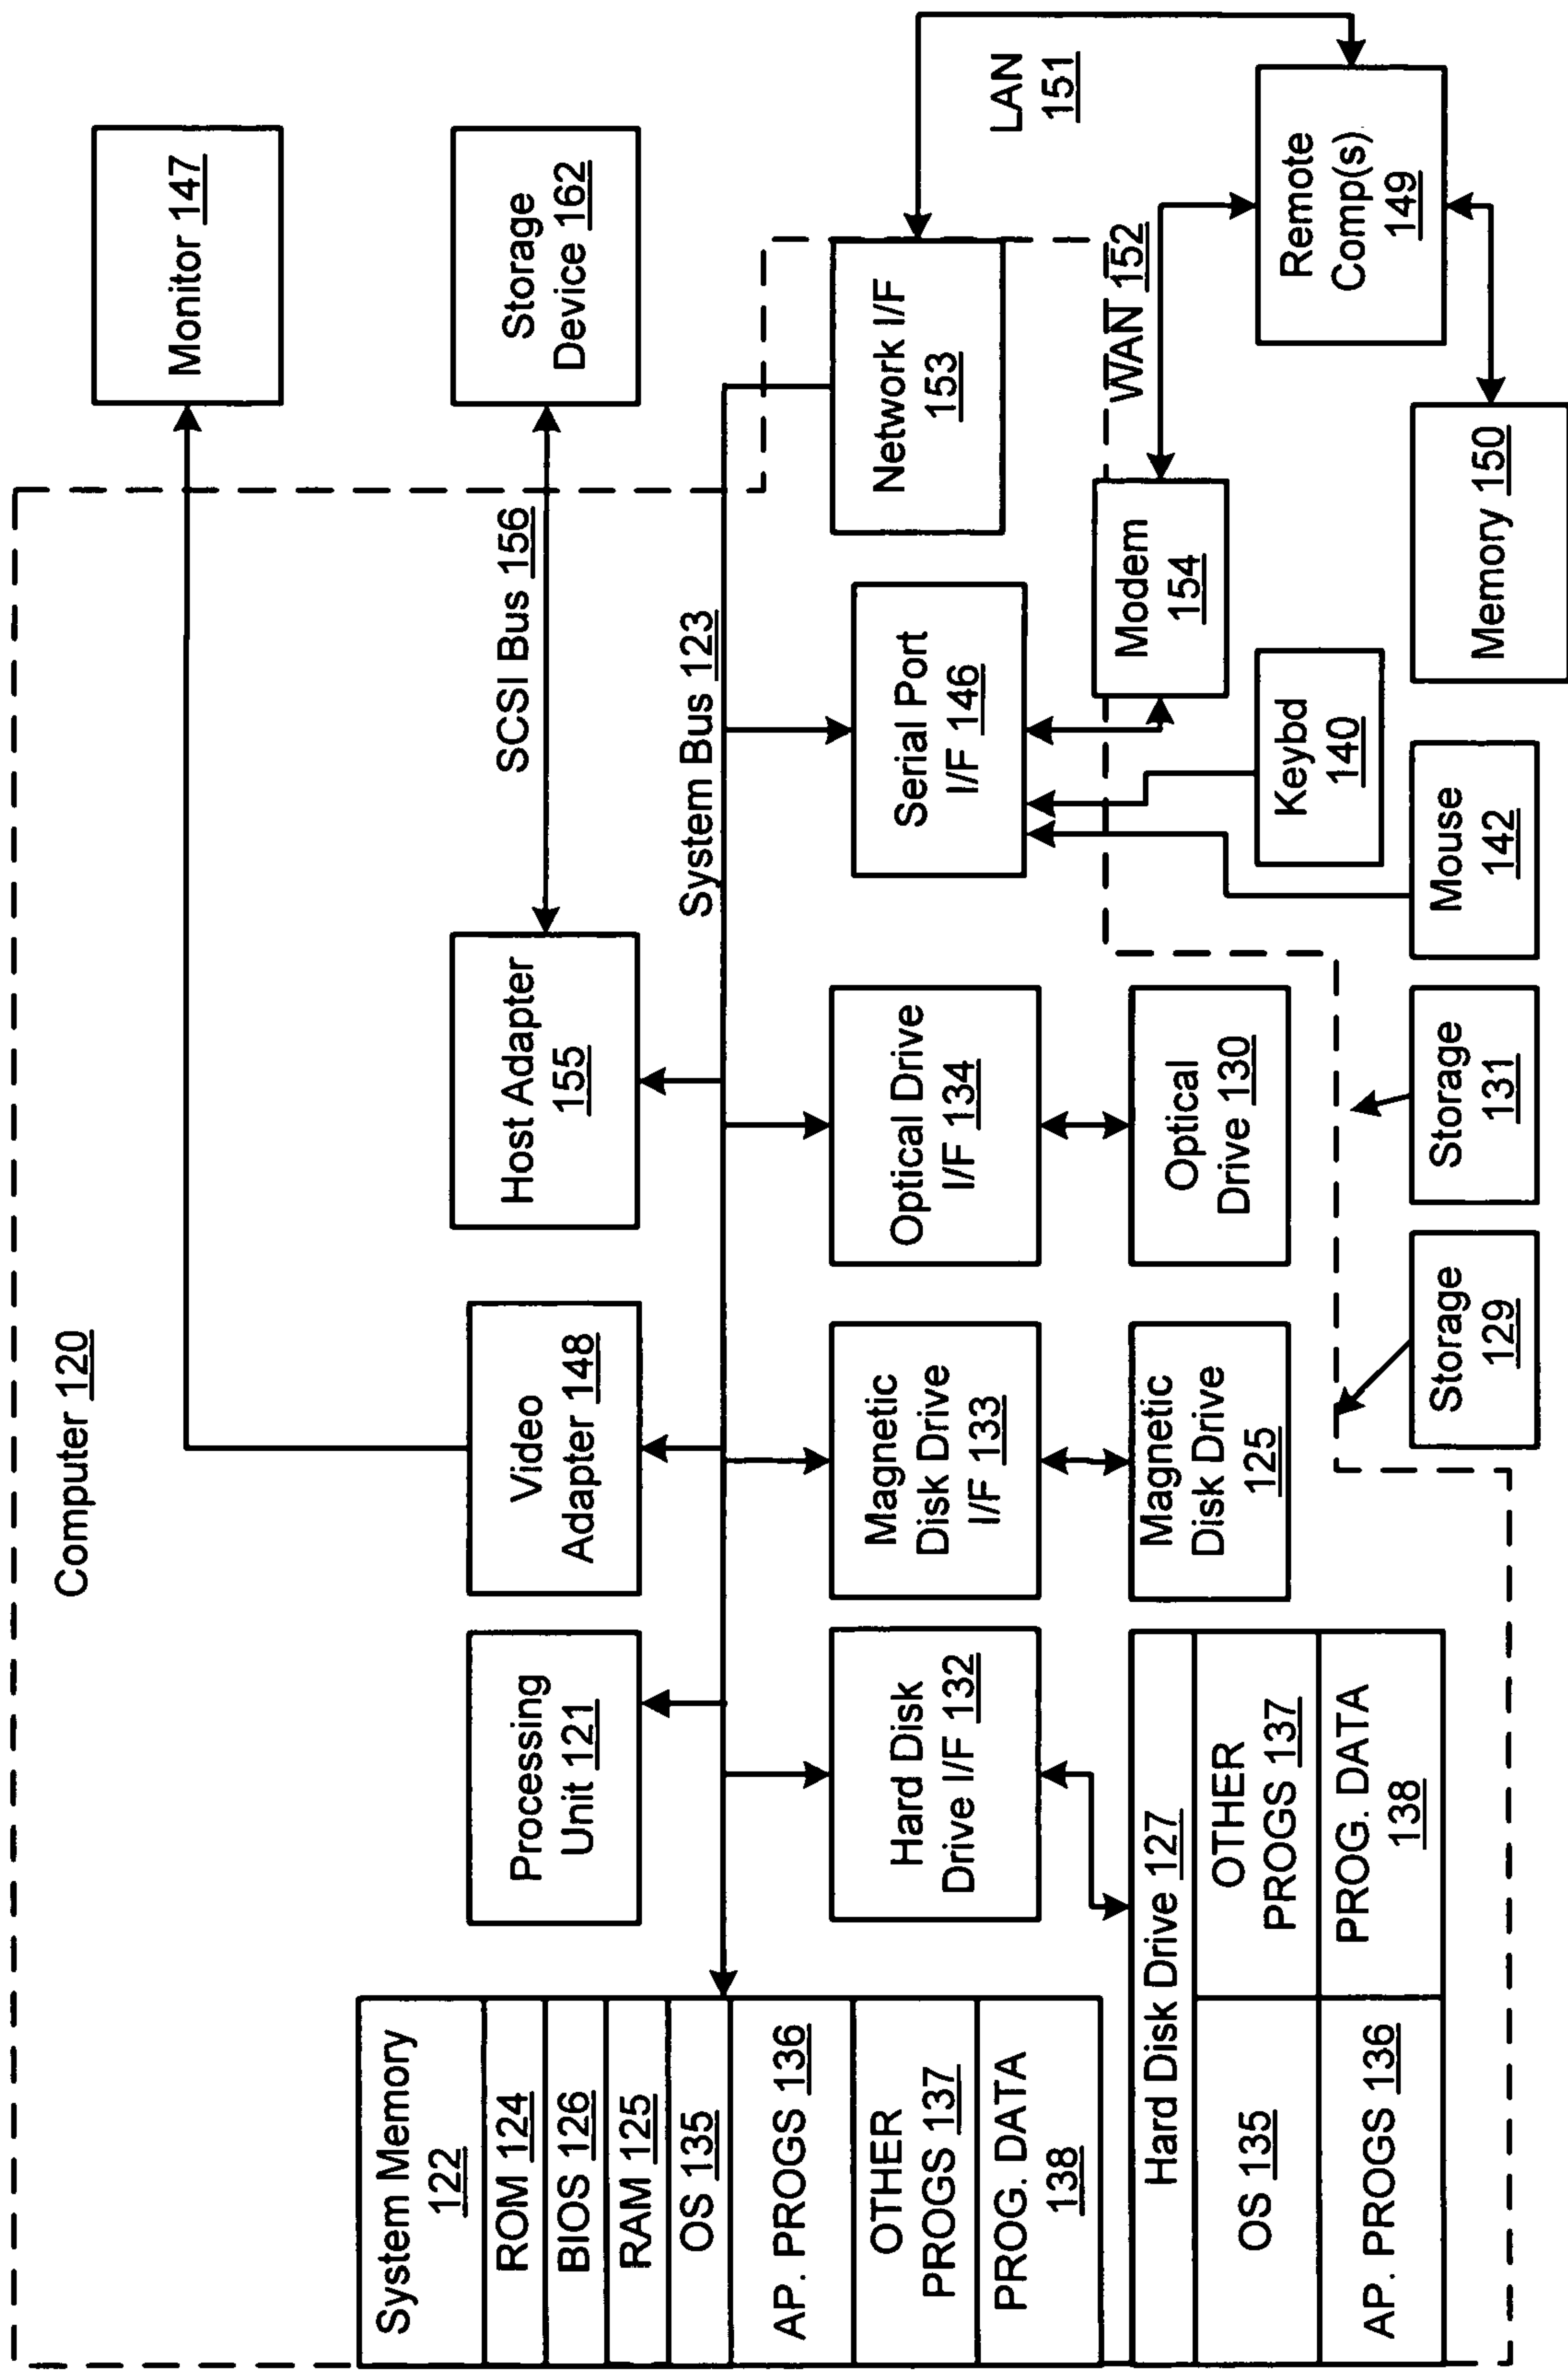 Computer 120
Monitor 147
System Memory
122
ROM 124
BIOS 126
RAM 125
OS 135
AP. PROGS 136
OTHER
PROGS 137
PROG. DATA
138
Processing
Unit 121
Video
Adapter 148
Host Adapter
155
SCSI Bus 156
Storage
Device 162
System Bus 123
Hard Disk
Drive I/F 132
Magnetic
Disk Drive
I/F 133
Optical Drive
I/F 134
Serial Port
I/F 146
Network I/F
153
LAN
151
Hard Disk Drive 127
OS 135
OTHER
PROGS 137
AP. PROGS 136
PROG. DATA
138
Magnetic
Disk Drive
125
Optical
Drive 130
Modem
154
WAN 152
Remote
Comp(s)
149
Keybd
140
Storage
129
Storage
131
Mouse
142
Memory 150